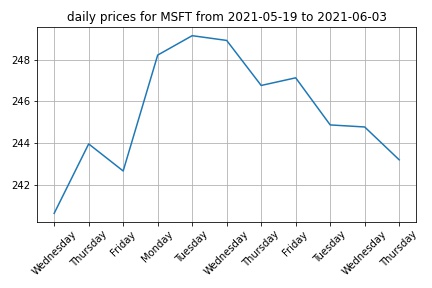 daily prices for MSFT from 2021-05-19 to 2021-06-03
248
246
244
242
Wednesday
Thursday
Friday
Monday
Tuesday
Wednesday
Thursday
Friday
Tuesday
Wednesday
Thursday